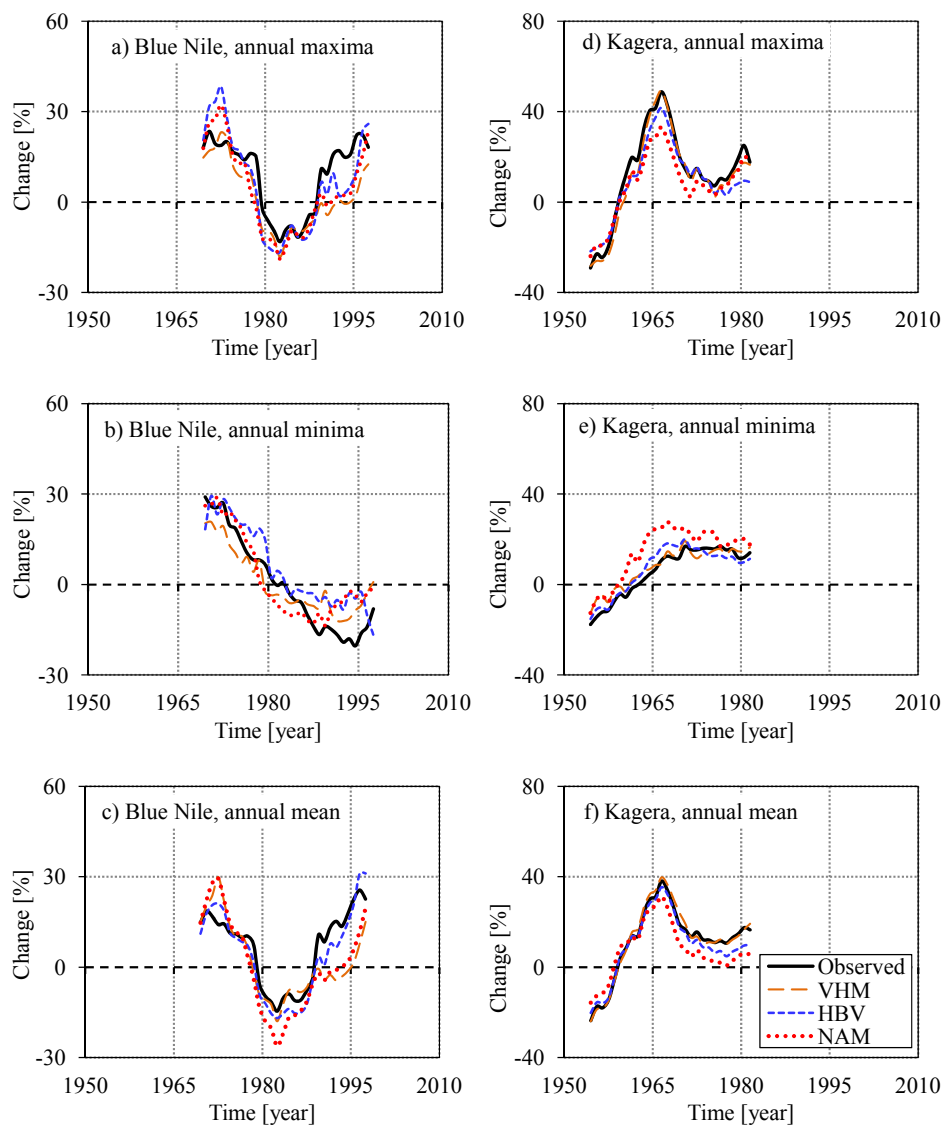 a) Blue Nile, annual maxima
60
30
0
-30
Change [%]
1950 1965 1980 1995 2010
Time [year]
d) Kagera, annual maxima
80
40
0
-40
Change [%]
1950 1965 1980 1995 2010
Time [year]
b) Blue Nile, annual minima
60
30
0
-30
Change [%]
1950 1965 1980 1995 2010
Time [year]
e) Kagera, annual minima
80
40
0
-40
Change [%]
1950 1965 1980 1995 2010
Time [year]
c) Blue Nile, annual mean
60
30
0
-30
Change [%]
1950 1965 1980 1995 2010
Time [year]
f) Kagera, annual mean
80
40
0
-40
Change [%]
1950 1965 1980 1995 2010
Time [year]
Observed
VHM
HBV
NAM